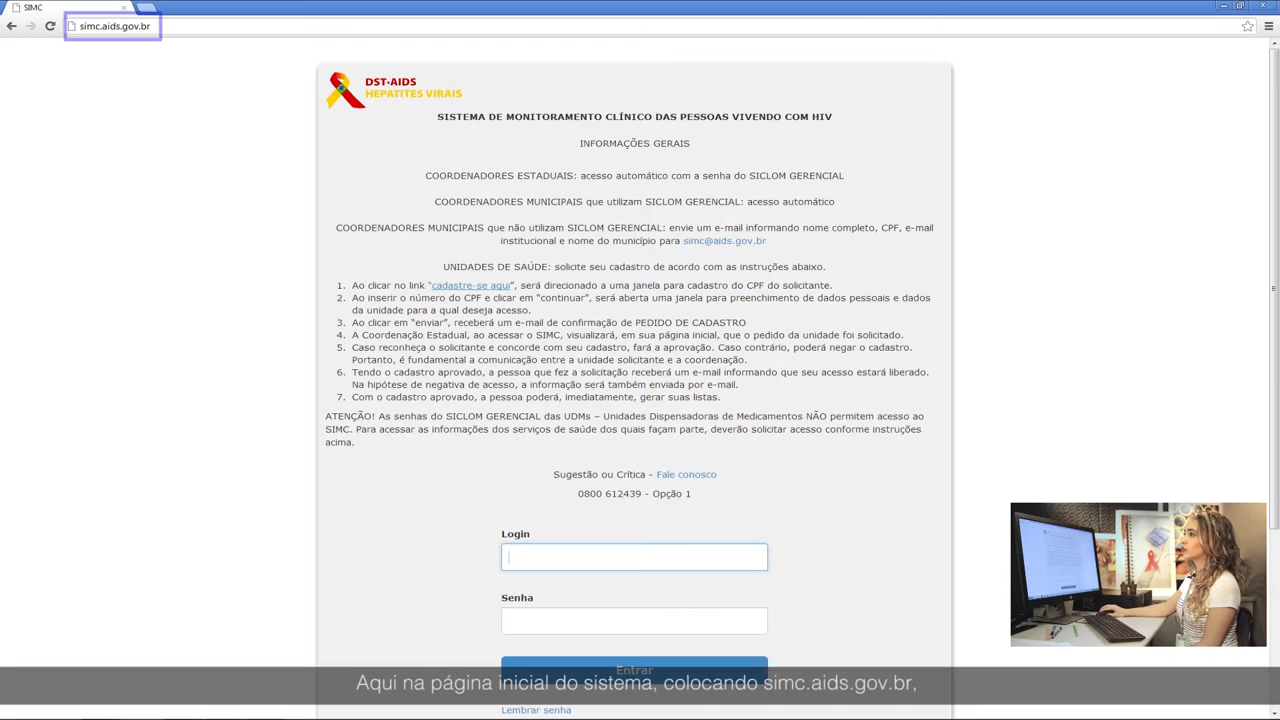 SIMC
simc.aids.gov.br
DST·AIDS
HEPATITES VIRAIS
SISTEMA DE MONITORAMENTO CLÍNICO DAS PESSOAS VIVENDO COM HIV
INFORMAÇÕES GERAIS
COORDENADORES ESTADUAIS: acesso automático com a senha do SICLOM GERENCIAL
COORDENADORES MUNICIPAIS que utilizam SICLOM GERENCIAL: acesso automático
COORDENADORES MUNICIPAIS que não utilizam SICLOM GERENCIAL: envie um e-mail informando nome completo, CPF, e-mail
institucional e nome do município para simc@aids.gov.br
UNIDADES DE SAÚDE: solicite seu cadastro de acordo com as instruções abaixo.
1. Ao clicar no link “cadastre-se aqui”, será direcionado a uma janela para cadastro do CPF do solicitante.
2. Ao inserir o número do CPF e clicar em “continuar”, será aberta uma janela para preenchimento de dados pessoais e dados
da unidade para a qual deseja acesso.
3. Ao clicar em “enviar”, receberá um e-mail de confirmação de PEDIDO DE CADASTRO
4. A Coordenação Estadual, ao acessar o SIMC, visualizará, em sua página inicial, que o pedido da unidade foi solicitado.
5. Caso reconheça o solicitante e concorde com seu cadastro, fará a aprovação. Caso contrário, poderá negar o cadastro.
Portanto, é fundamental a comunicação entre a unidade solicitante e a coordenação.
6. Tendo o cadastro aprovado, a pessoa que fez a solicitação receberá um e-mail informando que seu acesso estará liberado.
Na hipótese de negativa de acesso, a informação será também enviada por e-mail.
7. Com o cadastro aprovado, a pessoa poderá, imediatamente, gerar suas listas.
ATENÇÃO! As senhas do SICLOM GERENCIAL das UDMs – Unidades Dispensadoras de Medicamentos NÃO permitem acesso ao
SIMC. Para acessar as informações dos serviços de saúde dos quais façam parte, deverão solicitar acesso conforme instruções
acima.
Sugestão ou Crítica - Fale conosco
0800 612439 - Opção 1
Login
Senha
Entrar
Aqui na página inicial do sistema, colocando simc.aids.gov.br,
Lembrar senha